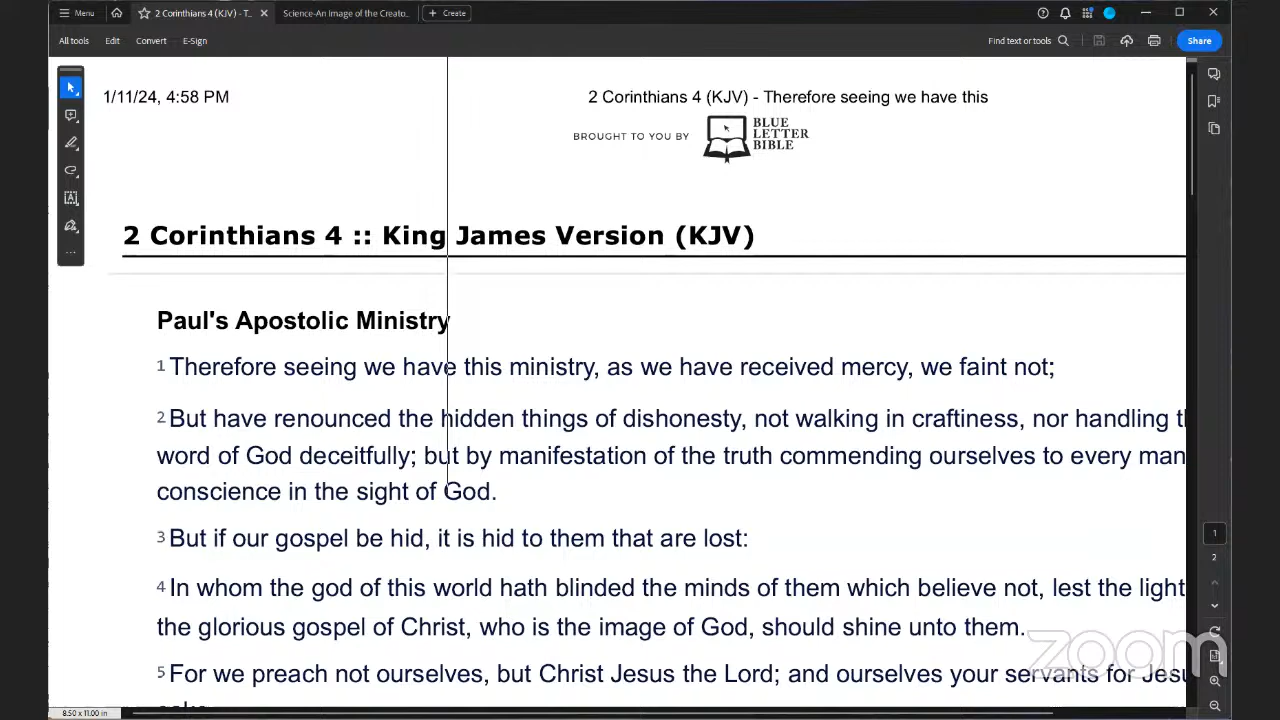 Menu
2 Corinthians 4 (KJV) - T...
Science-An Image of the Creato...
Create
All tools
Edit
Convert
E-Sign
Find text or tools
Share
1/11/24, 4:58 PM
2 Corinthians 4 (KJV) - Therefore seeing we have this
BROUGHT TO YOU BY
BLUE
LETTER
BIBLE
2 Corinthians 4 :: King James Version (KJV)
Paul's Apostolic Ministry
1 Therefore seeing we have this ministry, as we have received mercy, we faint not;
2 But have renounced the hidden things of dishonesty, not walking in craftiness, nor handling
word of God deceitfully; but by manifestation of the truth commending ourselves to every man
conscience in the sight of God.
3 But if our gospel be hid, it is hid to them that are lost:
4 In whom the god of this world hath blinded the minds of them which believe not, lest the light
the glorious gospel of Christ, who is the image of God, should shine unto them.
5 For we preach not ourselves, but Christ Jesus the Lord; and ourselves your servants for
1
2
zoom
8.50 x 11.00 in